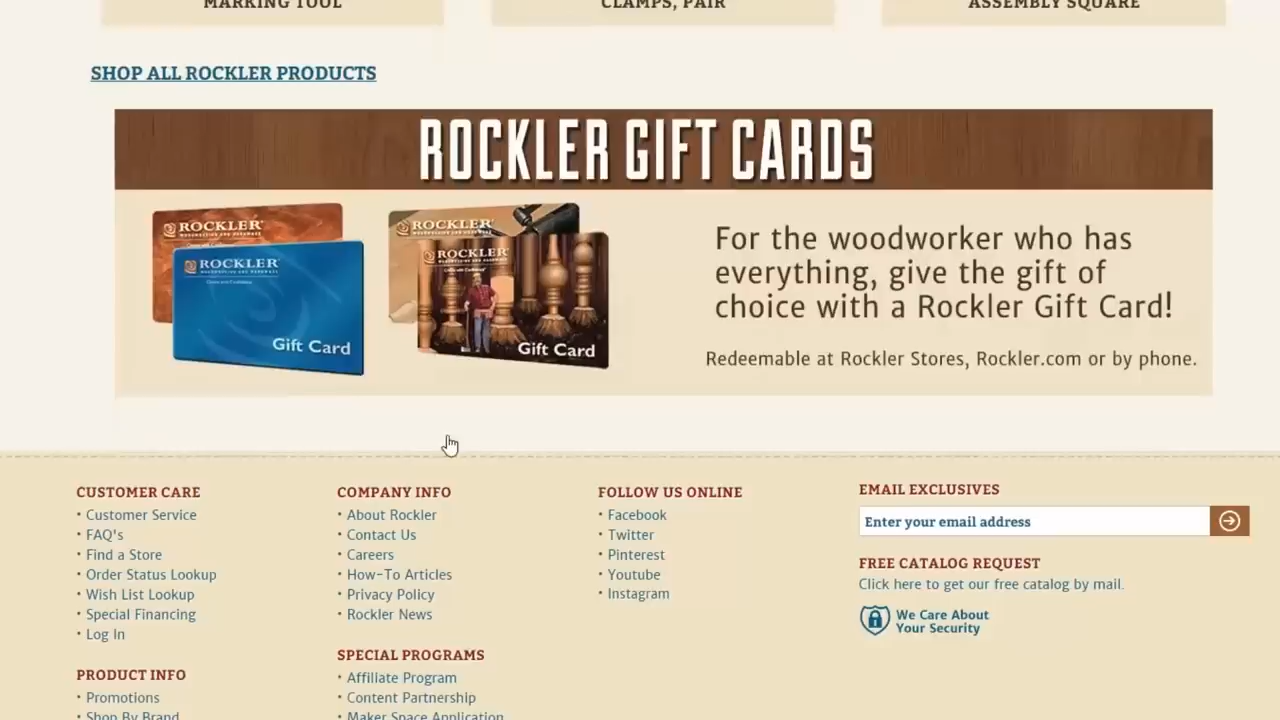 MARKING TOOL
CLAMPS, PAIR
ASSEMBLY SQUARE
SHOP ALL ROCKLER PRODUCTS
ROCKLER GIFT CARDS
ROCKLER
ROCKLER
Gift Card
ROCKLER
ROCKLER
Gift Card
For the woodworker who has
everything, give the gift of
choice with a Rockler Gift Card!
Redeemable at Rockler Stores, Rockler.com or by phone.
CUSTOMER CARE
• Customer Service
• FAQ's
• Find a Store
• Order Status Lookup
• Wish List Lookup
• Special Financing
• Log In
PRODUCT INFO
• Promotions
• Shop By Brand
COMPANY INFO
• About Rockler
• Contact Us
• Careers
• How-To Articles
• Privacy Policy
• Rockler News
SPECIAL PROGRAMS
• Affiliate Program
• Content Partnership
• Maker Space Application
FOLLOW US ONLINE
• Facebook
• Twitter
• Pinterest
• Youtube
• Instagram
EMAIL EXCLUSIVES
Enter your email address
FREE CATALOG REQUEST
Click here to get our free catalog by mail.
We Care About
Your Security